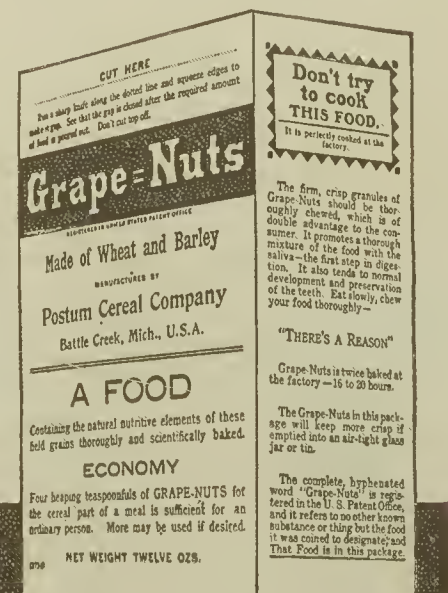 CUT HERE
Run a sharp knife along the dotted line and squeeze edges to
make a gap. See that the gap is closed after the required amount
of food is poured out. Don't cut top off.
Grape=Nuts
REGISTERED IN UNITED STATES PATENT OFFICE
Made of Wheat and Barley
MANUFACTURED BY
Postum Cereal Company
Battle Creek, Mich., U.S.A.
A FOOD
Containing the natural nutritive elements of these
field grains thoroughly and scientifically baked.
ECONOMY
Four heaping teaspoonfuls of GRAPE-NUTS for
the cereal part of a meal is sufficient for an
ordinary person. More may be used if desired.
NET WEIGHT TWELVE OZS.
Don't try
to cook
THIS FOOD.
It is perfectly cooked at the
factory.
The firm, crisp granules of
Grape-Nuts should be thor-
oughly chewed, which is of
double advantage to the con-
sumer. It promotes a thorough
mixture of the food with the
saliva—the first step in diges-
tion. It also tends to normal
development and preservation
of the teeth. Eat slowly, chew
your food thoroughly—
"THERE'S A REASON"
Grape-Nuts is twice baked at
the factory—16 to 20 hours.
The Grape-Nuts in this pack-
age will keep more crisp if
emptied into an air-tight glass
jar or tin.
The complete, hyphenated
word "Grape-Nuts" is regis-
tered in the U. S. Patent Office,
and it refers to no other known
substance or thing but the food
it was coined to designate; and
That Food is in this package.